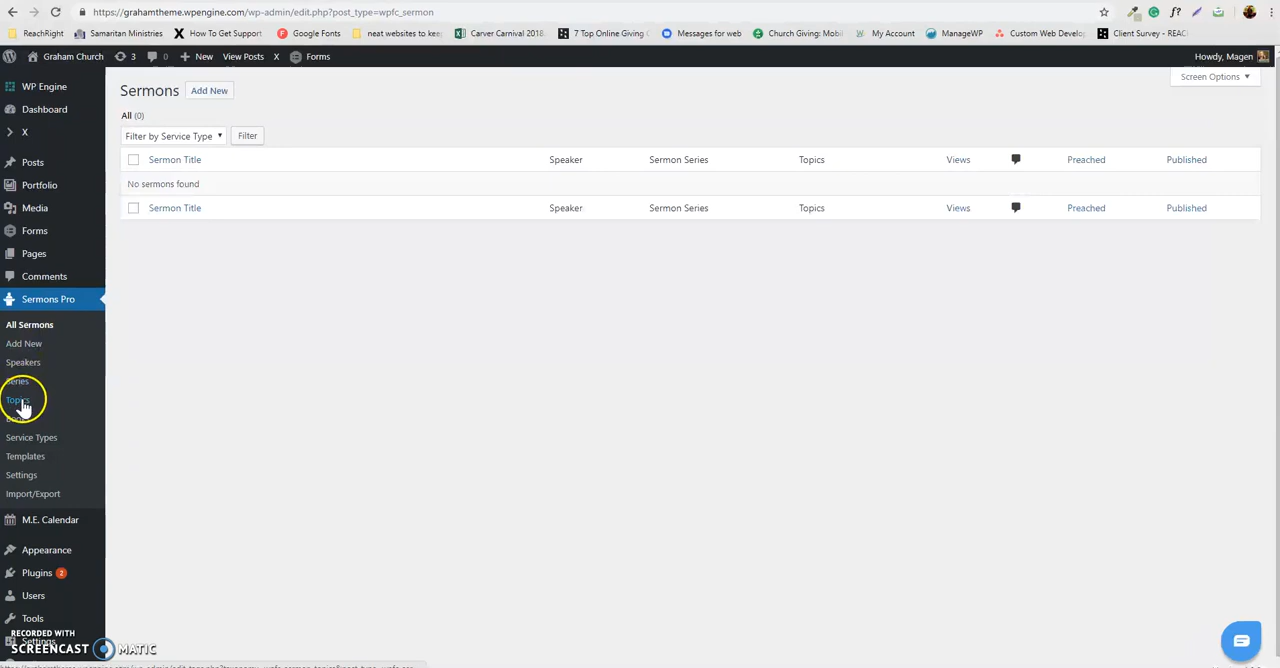 https://grahamtheme.wpengine.com/wp-admin/edit.php?post_type=wpfc_sermon
ReachRight Samaritan Ministries How To Get Support Google Fonts neat websites to kee Carver Carnival 2018 7 Top Online Giving Messages for web Church Giving: Mobil My Account ManageWP Custom Web Develo Client Survey - REAC
Graham Church 3 0 New View Posts X Forms Howdy, Magen
WP Engine
Dashboard
X
Posts
Portfolio
Media
Forms
Pages
Comments
Sermons Pro
All Sermons
Add New
Speakers
Series
Topics
Service Types
Templates
Settings
Import/Export
M.E. Calendar
Appearance
Plugins 2
Users
Tools
Settings
RECORDED WITH
SCREENCAST MATIC
Screen Options
Sermons Add New
All (0)
Filter by Service Type Filter
Sermon Title Speaker Sermon Series Topics Views Preached Published
No sermons found
Sermon Title Speaker Sermon Series Topics Views Preached Published